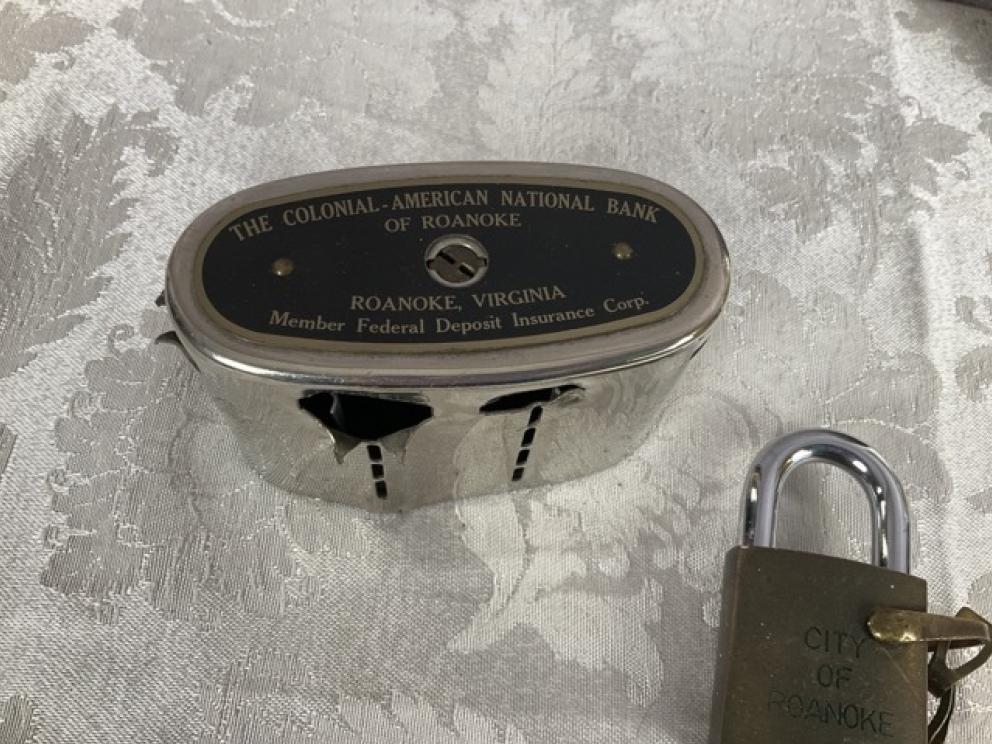 THE COLONIAL-AMERICAN NATIONAL BANK
OF ROANOKE
ROANOKE, VIRGINIA
Member Federal Deposit Insurance Corp.
CITY
OF
ROANOKE